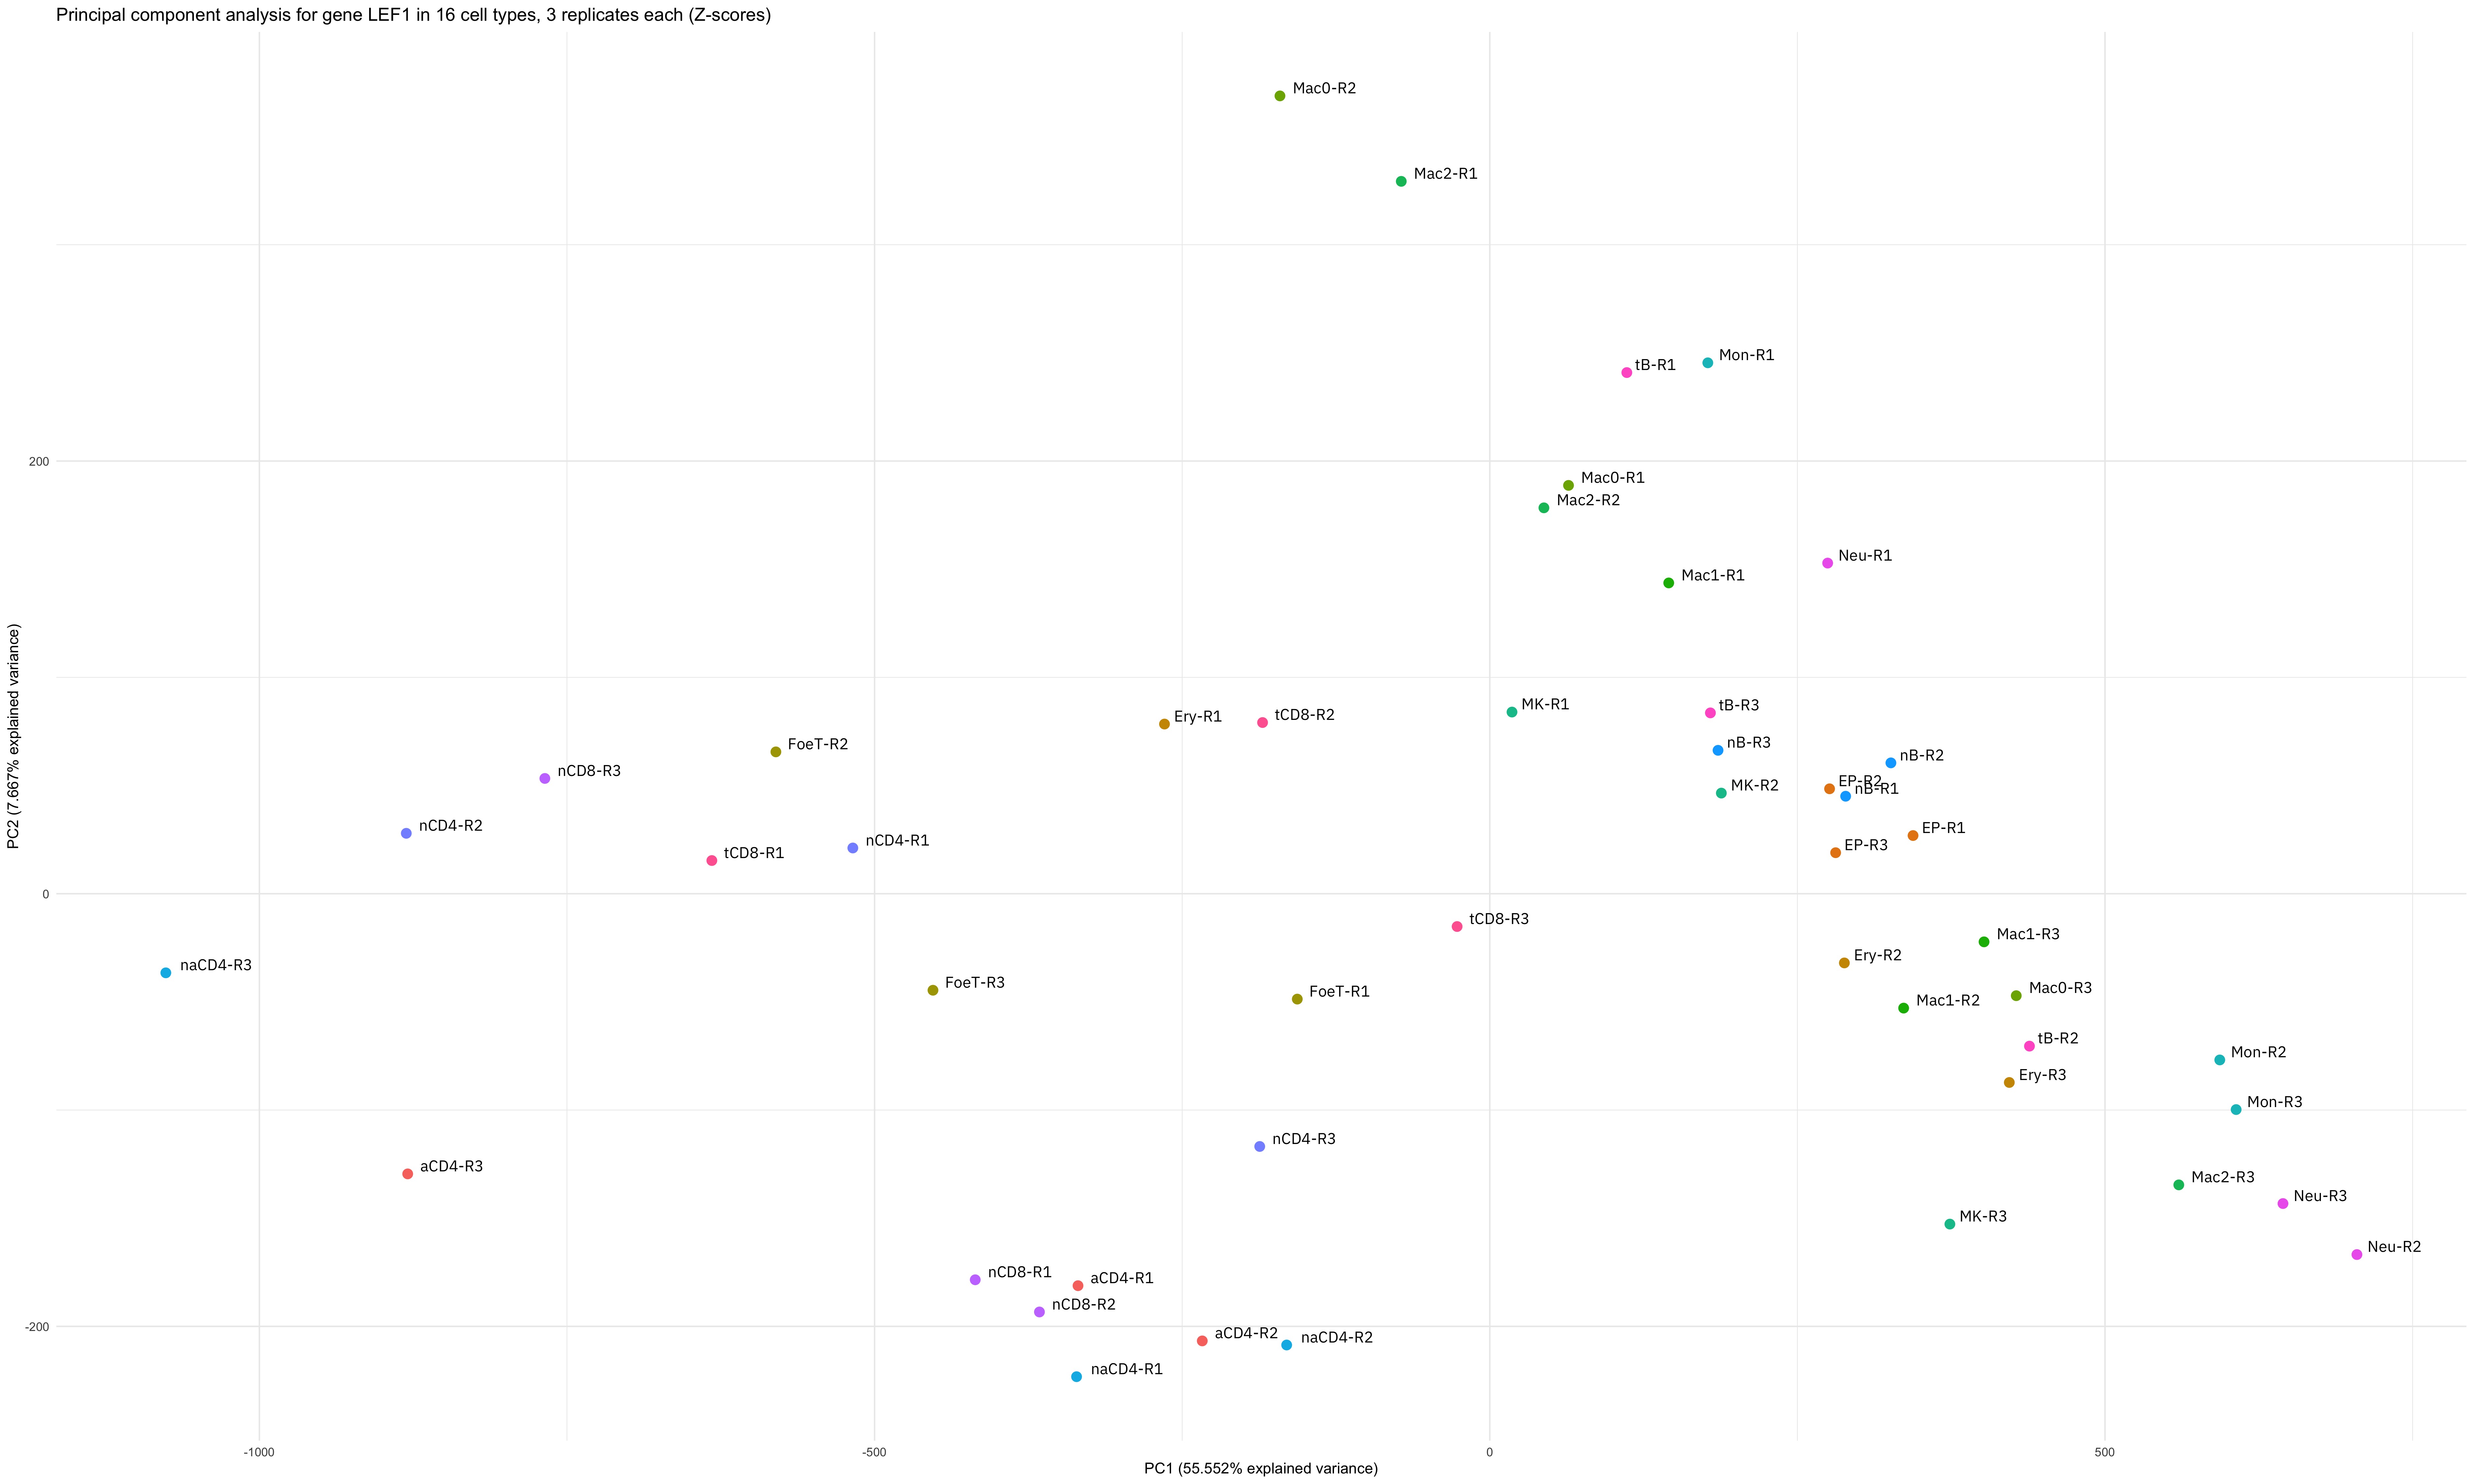 Principal component analysis for gene LEF1 in 16 cell types, 3 replicates each (Z-scores)
Mac0-R2
Mac2-R1
Mon-R1
tB-R1
200
Mac0-R1
Mac2-R2
Neu-R1
Mac1-R1
MK-R1
tB-R3
Ery-R1
tCD8-R2
FoeT-R2
nB-R3
nB-R2
nCD8-R3
EP-R2
MK-R2
nB-R1
nCD4-R2
EP-R1
nCD4-R1
EP-R3
tCD8-R1
PC2 (7.667% explained variance)
0
tCD8-R3
Mac1-R3
Ery-R2
naCD4-R3
FoeT-R3
Mac0-R3
FoeT-R1
Mac1-R2
tB-R2
Mon-R2
Ery-R3
Mon-R3
nCD4-R3
aCD4-R3
Mac2-R3
Neu-R3
MK-R3
Neu-R2
nCD8-R1
aCD4-R1
nCD8-R2
-200
aCD4-R2
naCD4-R2
naCD4-R1
-1000
-500
0
500
PC1 (55.552% explained variance)